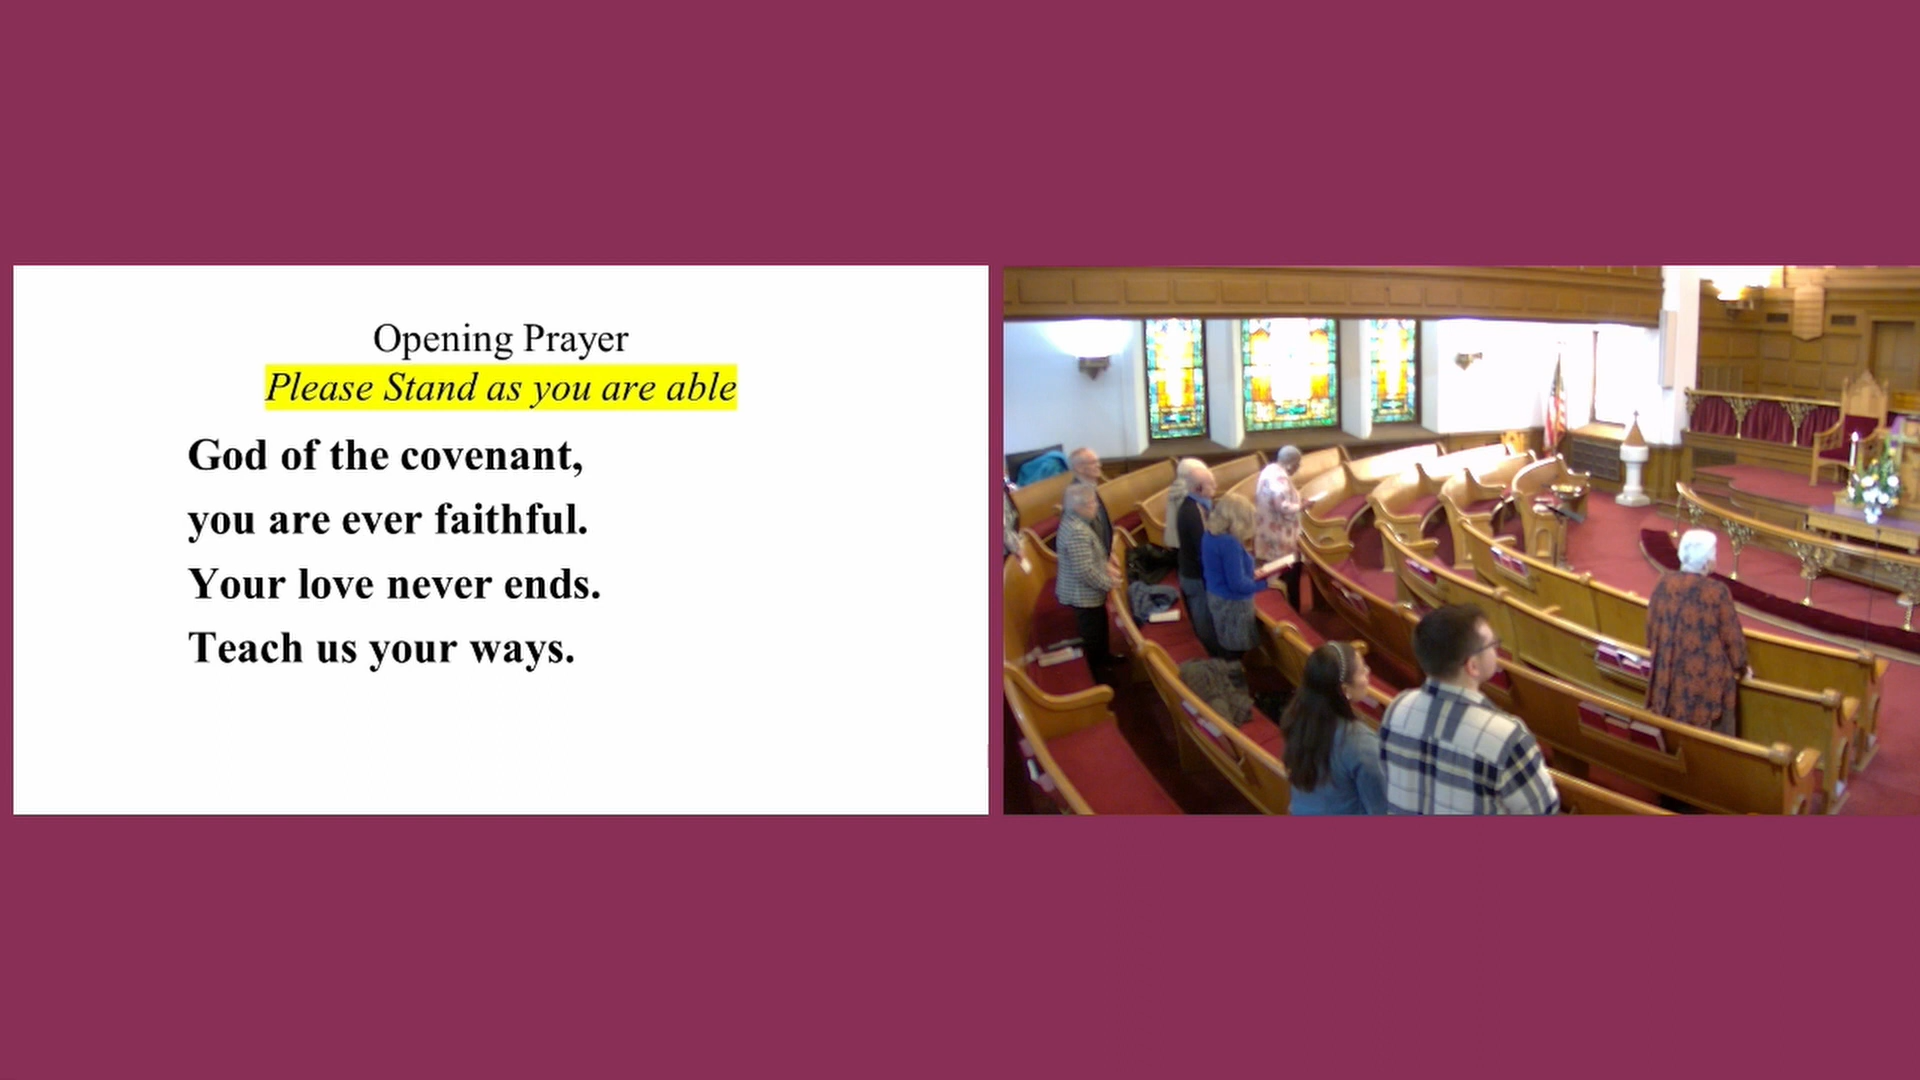 Opening Prayer
Please Stand as you are able
God of the covenant,
you are ever faithful.
Your love never ends.
Teach us your ways.